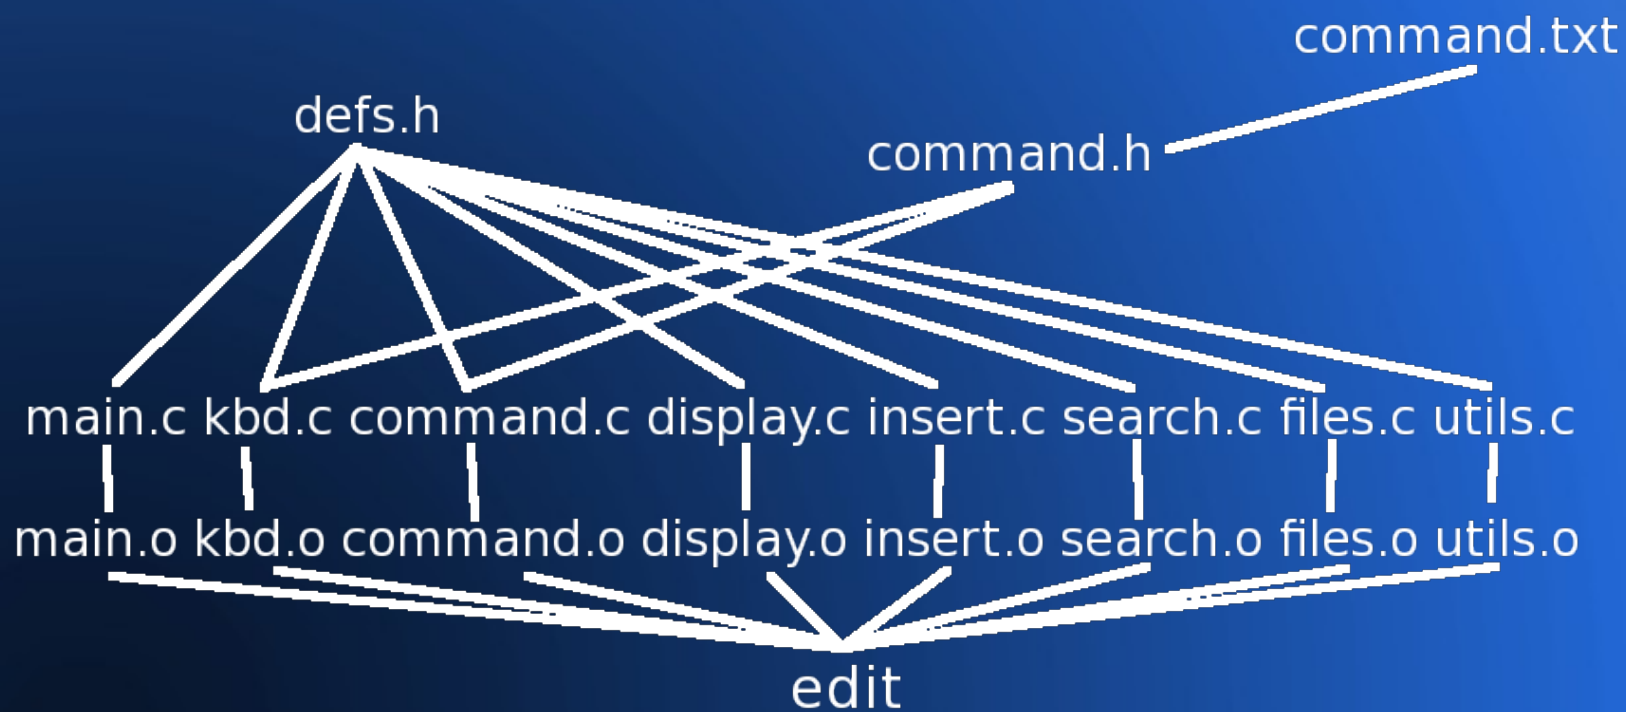 command.txt
defs.h
command.h
main.c kbd.c command.c display.c insert.c search.c files.c utils.c
main.o kbd.o command.o display.o insert.o search.o files.o utils.o
edit